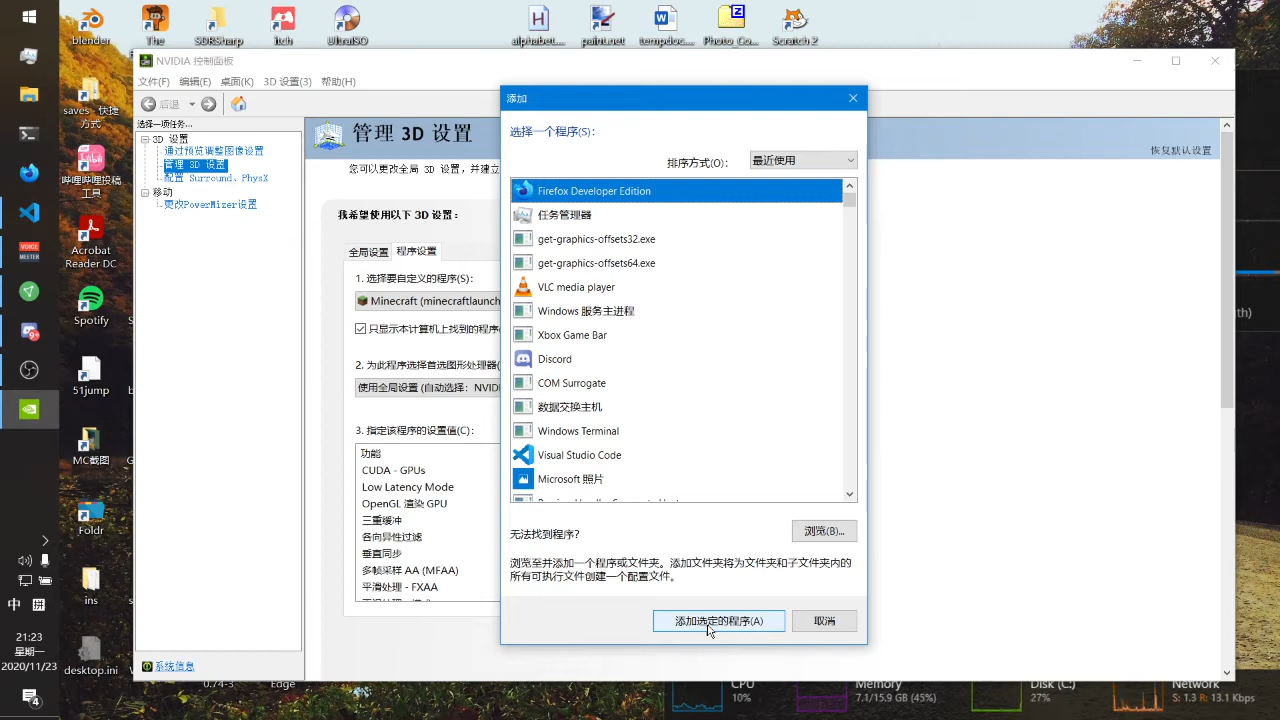 blender
The
SDRSharp
itch
UltraISO
alphabet...
paint.net
tempdoc...
Photo Co...
Scratch 2
saves - 快捷
方式
哔哩哔哩投稿
工具
Acrobat
Reader DC
Spotify
51jump
MC截图
Foldr
ins
desktop.ini
VOICE
MEETER
中
21:23
星期一
2020/11/23
4
NVIDIA 控制面板
文件(F)
编辑(E)
桌面(K)
3D 设置(3)
帮助(H)
后退
选择一项任务...
3D 设置
通过预览调整图像设置
管理 3D 设置
配置 Surround、PhysX
移动
更改PowerMizer设置
系统信息
管理 3D 设置
恢复默认设置
您可以更改全局 3D 设置，并建立
我希望使用以下 3D 设置：
全局设置
程序设置
1. 选择要自定义的程序(S)：
Minecraft (minecraftlaunch
只显示本计算机上找到的程序
2. 为此程序选择首选图形处理器(
使用全局设置 (自动选择： NVID
3. 指定该程序的设置值(C)：
功能
CUDA - GPUs
Low Latency Mode
OpenGL 渲染 GPU
三重缓冲
各向异性过滤
垂直同步
多帧采样 AA (MFAA)
平滑处理 - FXAA
添加
选择一个程序(S)：
排序方式(O)：
最近使用
Firefox Developer Edition
任务管理器
get-graphics-offsets32.exe
get-graphics-offsets64.exe
VLC media player
Windows 服务主进程
Xbox Game Bar
Discord
COM Surrogate
数据交换主机
Windows Terminal
Visual Studio Code
Microsoft 照片
无法找到程序？
浏览(B)...
浏览至并添加一个程序或文件夹。添加文件夹将为文件夹和子文件夹内的
所有可执行文件创建一个配置文件。
添加选定的程序(A)
取消
th)
0.74-3
Edge
CPU
10%
Memory
7.1/15.9 GB (45%)
Disk (C:)
27%
Network
S: 1.3 R: 13.1 Kbps